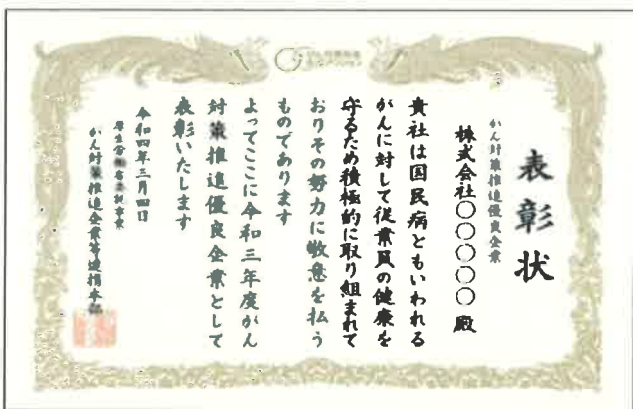 表彰状
がん対策推進優良企業
株式会社〇〇〇〇〇 殿
貴社は国民病ともいわれる
がんに対して従業員の健康を
守るため積極的に取り組まれて
おりその努力に敬意を払う
ものであります
よってここに令和三年度がん
対策推進優良企業として
表彰いたします
令和四年三月四日
厚生労働省委託事業
がん対策推進企業等連携本部